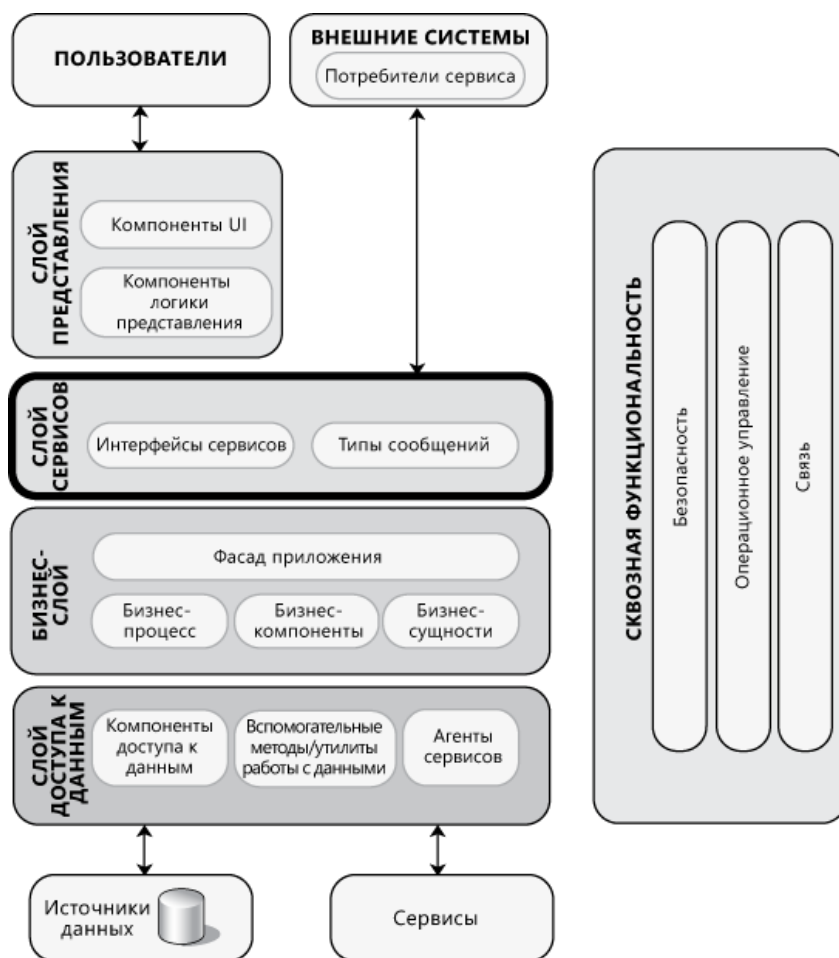 ПОЛЬЗОВАТЕЛИ
ВНЕШНИЕ СИСТЕМЫ
Потребители сервиса
СЛОЙ
ПРЕДСТАВЛЕНИЯ
Компоненты UI
Компоненты
логики
представления
СЛОЙ
СЕРВИСОВ
Интерфейсы сервисов
Типы сообщений
БИЗНЕС-
СЛОЙ
Фасад приложения
Бизнес-
процесс
Бизнес-
компоненты
Бизнес-
сущности
СЛОЙ
ДОСТУПА К
ДАННЫМ
Компоненты
доступа к
данным
Вспомогательные
методы/утилиты
работы с данными
Агенты
сервисов
Источники
данных
Сервисы
СКВОЗНАЯ ФУНКЦИОНАЛЬНОСТЬ
Безопасность
Операционное управление
Связь